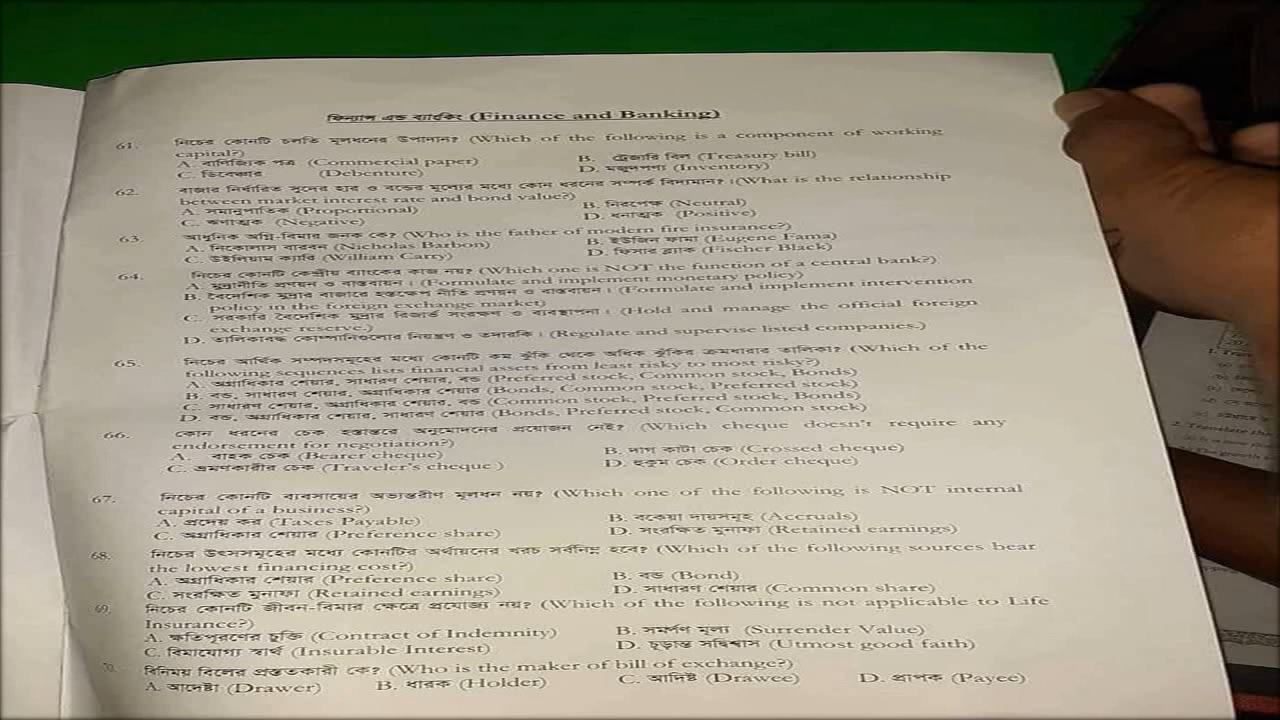 ফিন্যান্স এন্ড ব্যাংকিং (Finance and Banking)
61. নিচের কোনটি চলতি মূলধনের উপাদান? (Which of the following is a component of working
capital?)
A. বাণিজ্যিক পত্র (Commercial paper) B. ট্রেজারি বিল (Treasury bill)
C. ডিবেঞ্চার (Debenture) D. মজুদপণ্য (Inventory)
62. বাজার নির্ধারিত সুদের হার ও বন্ডের মূল্যের মধ্যে কোন ধরনের সম্পর্ক বিদ্যমান? । (What is the relationship
between market interest rate and bond value?)
A. সমানুপাতিক (Proportional) B. নিরপেক্ষ (Neutral)
C. ঋণাত্মক (Negative) D. ধনাত্মক (Positive)
63. আধুনিক অগ্নি-বিমার জনক কে? (Who is the father of modern fire insurance?)
A. নিকোলাস বারবন (Nicholas Barbon) B. ইউজিন ফামা (Eugene Fama)
C. উইলিয়াম ক্যারি (William Carry) D. ফিসার ব্ল্যাক (Fischer Black)
64. নিচের কোনটি কেন্দ্রীয় ব্যাংকের কাজ নয়? (Which one is NOT the function of a central bank?)
A. মুদ্রানীতি প্রণয়ন ও বাস্তবায়ন। (Formulate and implement monetary policy)
B. বৈদেশিক মুদ্রার বাজারে হস্তক্ষেপ নীতি প্রণয়ন ও বাস্তবায়ন। (Formulate and implement intervention
policy in the foreign exchange market)
C. সরকারি বৈদেশিক মুদ্রার রিজার্ভ সংরক্ষণ ও ব্যবস্থাপনা। (Hold and manage the official foreign
exchange reserve.)
D. তালিকাবদ্ধ কোম্পানিগুলোর নিয়ন্ত্রণ ও তদারকি। (Regulate and supervise listed companies.)
65. নিচের আর্থিক সম্পদসমূহের মধ্যে কোনটি কম ঝুঁকি থেকে অধিক ঝুঁকির ক্রমধারার তালিকা? (Which of the
following sequences lists financial assets from least risky to most risky?)
A. অগ্রাধিকার শেয়ার, সাধারণ শেয়ার, বন্ড (Preferred stock, Common stock, Bonds)
B. বন্ড, সাধারণ শেয়ার, অগ্রাধিকার শেয়ার (Bonds, Common stock, Preferred stock)
C. সাধারণ শেয়ার, অগ্রাধিকার শেয়ার, বন্ড (Common stock, Preferred stock, Bonds)
D. বন্ড, অগ্রাধিকার শেয়ার, সাধারণ শেয়ার (Bonds, Preferred stock, Common stock)
66. কোন ধরনের চেক হস্তান্তরে অনুমোদনের প্রয়োজন নেই? (Which cheque doesn't require any
endorsement for negotiation?)
A. বাহক চেক (Bearer cheque) B. দাগ কাটা চেক (Crossed cheque)
C. ভ্রমণকারীর চেক (Traveler's cheque ) D. হুকুম চেক (Order cheque)
67. নিচের কোনটি ব্যবসায়ের অভ্যন্তরীণ মূলধন নয়? (Which one of the following is NOT internal
capital of a business?)
A. প্রদেয় কর (Taxes Payable) B. বকেয়া দায়সমূহ (Accruals)
C. অগ্রাধিকার শেয়ার (Preference share) D. সংরক্ষিত মুনাফা (Retained earnings)
68. নিচের উৎসসমূহের মধ্যে কোনটির অর্থায়নের খরচ সর্বনিম্ন হবে? (Which of the following sources bear
the lowest financing cost?)
A. অগ্রাধিকার শেয়ার (Preference share) B. বন্ড (Bond)
C. সংরক্ষিত মুনাফা (Retained earnings) D. সাধারণ শেয়ার (Common share)
69. নিচের কোনটি জীবন-বিমার ক্ষেত্রে প্রযোজ্য নয়? (Which of the following is not applicable to Life
Insurance?)
A. ক্ষতিপূরণের চুক্তি (Contract of Indemnity) B. সমর্পণ মূল্য (Surrender Value)
C. বিমাযোগ্য স্বার্থ (Insurable Interest) D. চূড়ান্ত সদ্বিশ্বাস (Utmost good faith)
70. বিনিময় বিলের প্রস্তুতকারী কে? (Who is the maker of bill of exchange?)
A. আদেষ্টা (Drawer) B. ধারক (Holder) C. আদিষ্ট (Drawee) D. প্রাপক (Payee)